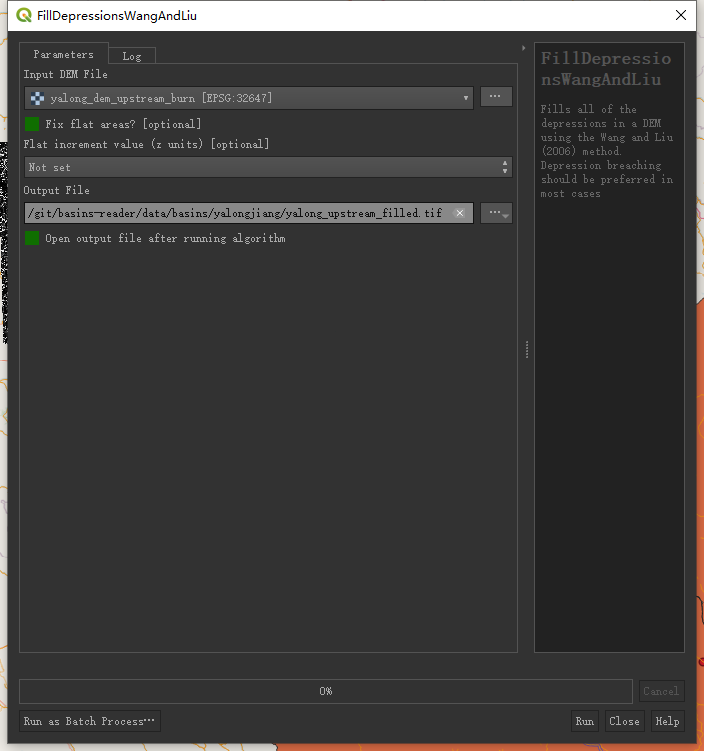 FillDepressionsWangAndLiu
Parameters
Log
Input DEM File
yalong_dem_upstream_burn [EPSG:32647]
...
Fix flat areas? [optional]
Flat increment value (z units) [optional]
Not set
Output File
/git/basins-reader/data/basins/yalongjiang/yalong_upstream_filled.tif
...
Open output file after running algorithm
FillDepressio
nsWangAndLiu
Fills all of the
depressions in a DEM
using the Wang and Liu
(2006) method.
Depression breaching
should be preferred in
most cases
0%
Cancel
Run as Batch Process...
Run
Close
Help